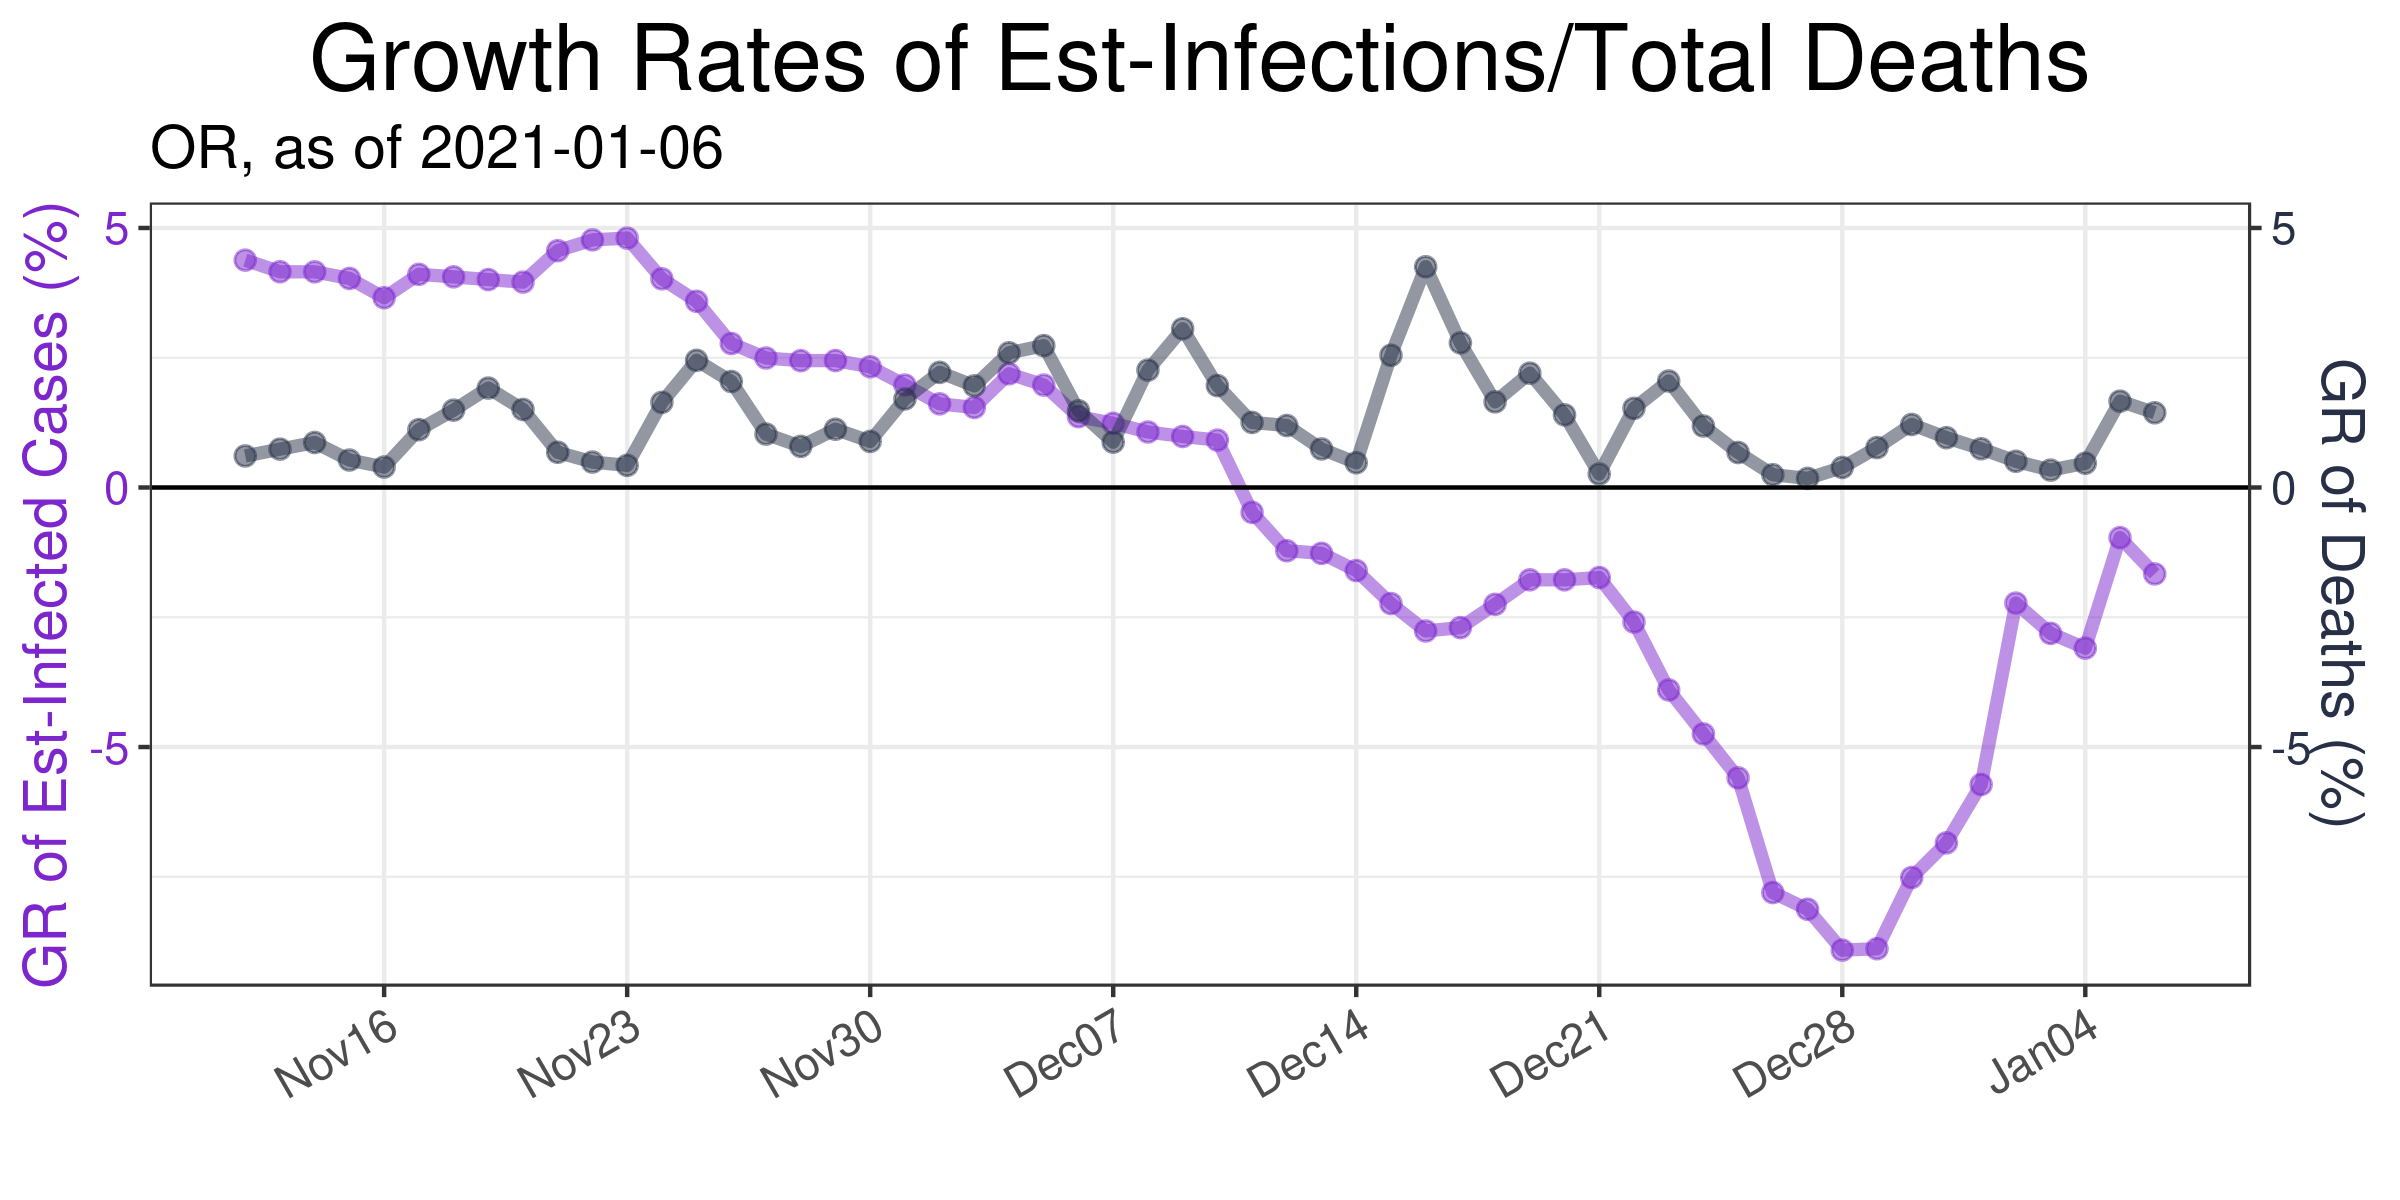 Growth Rates of Est-Infections/Total Deaths
OR, as of 2021-01-06
GR of Est-Infected Cases (%)
5
0
-5
5
0
-5
GR of Deaths (%)
Nov16
Nov23
Nov30
Dec07
Dec14
Dec21
Dec28
Jan04